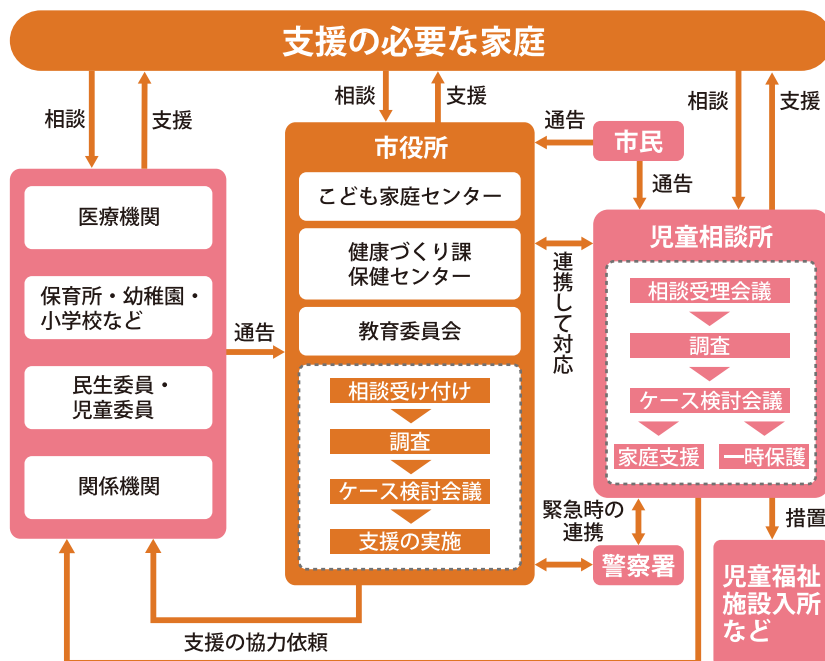 支援の必要な家庭
相談
支援
相談
支援
相談
支援
医療機関
保育所・幼稚園・
小学校など
民生委員・
児童委員
関係機関
通告
市役所
こども家庭センター
健康づくり課
保健センター
教育委員会
相談受け付け
調査
ケース検討会議
支援の実施
通告
市民
通告
連携して対応
児童相談所
相談受理会議
調査
ケース検討会議
家庭支援
一時保護
緊急時の
連携
警察署
措置
児童福祉
施設入所
など
支援の協力依頼